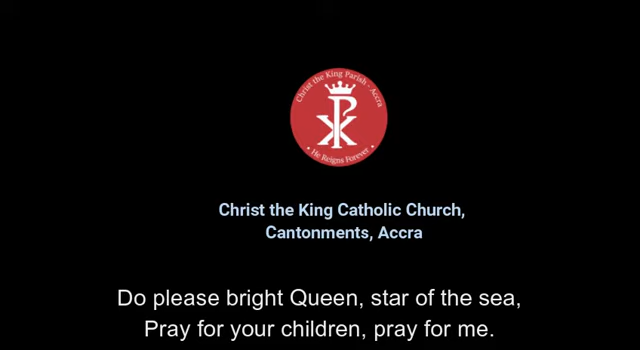 Christ the King Parish - Accra
• He Reigns Forever •
Christ the King Catholic Church,
Cantonments, Accra
Do please bright Queen, star of the sea,
Pray for your children, pray for me.